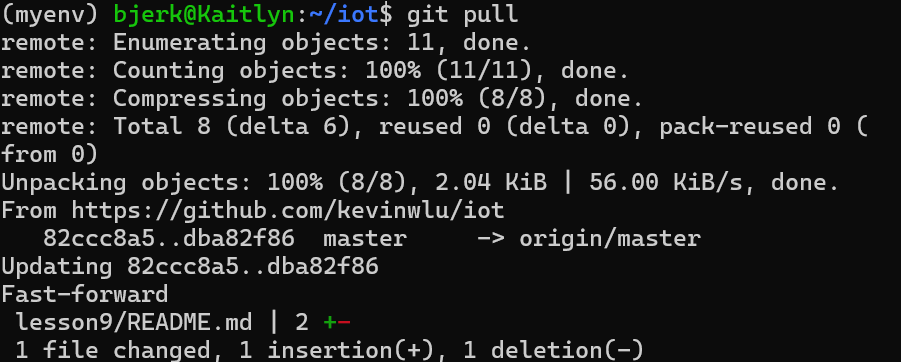 (myenv) bjerk@Kaitlyn:~/iot$ git pull
remote: Enumerating objects: 11, done.
remote: Counting objects: 100% (11/11), done.
remote: Compressing objects: 100% (8/8), done.
remote: Total 8 (delta 6), reused 0 (delta 0), pack-reused 0 (
from 0)
Unpacking objects: 100% (8/8), 2.04 KiB | 56.00 KiB/s, done.
From https://github.com/kevinwlu/iot
   82ccc8a5..dba82f86  master     -> origin/master
Updating 82ccc8a5..dba82f86
Fast-forward
 lesson9/README.md | 2 +-
 1 file changed, 1 insertion(+), 1 deletion(-)